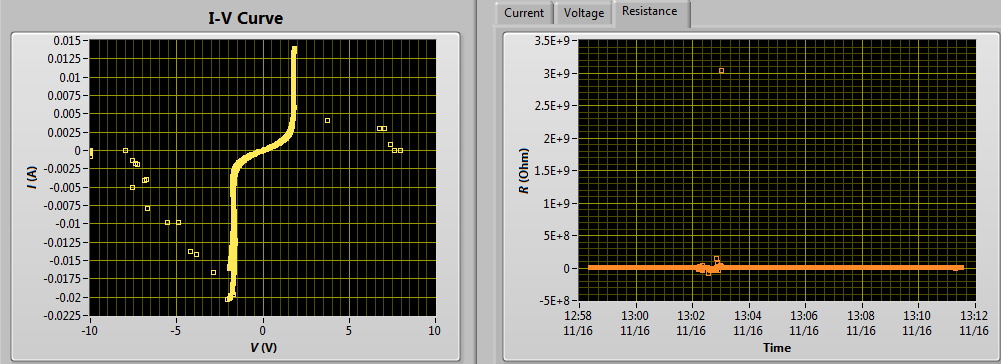 I-V Curve
0.015
0.0125
0.01
0.0075
0.005
0.0025
0
-0.0025
-0.005
-0.0075
-0.01
-0.0125
-0.015
-0.0175
-0.02
-0.0225
I (A)
-10 -5 0 5 10
V (V)
Current Voltage Resistance
3.5E+9
3E+9
2.5E+9
2E+9
1.5E+9
1E+9
5E+8
0
-5E+8
R (Ohm)
12:58 13:00 13:02 13:04 13:06 13:08 13:10 13:12
11/16 11/16 11/16 11/16 11/16 11/16 11/16 11/16
Time